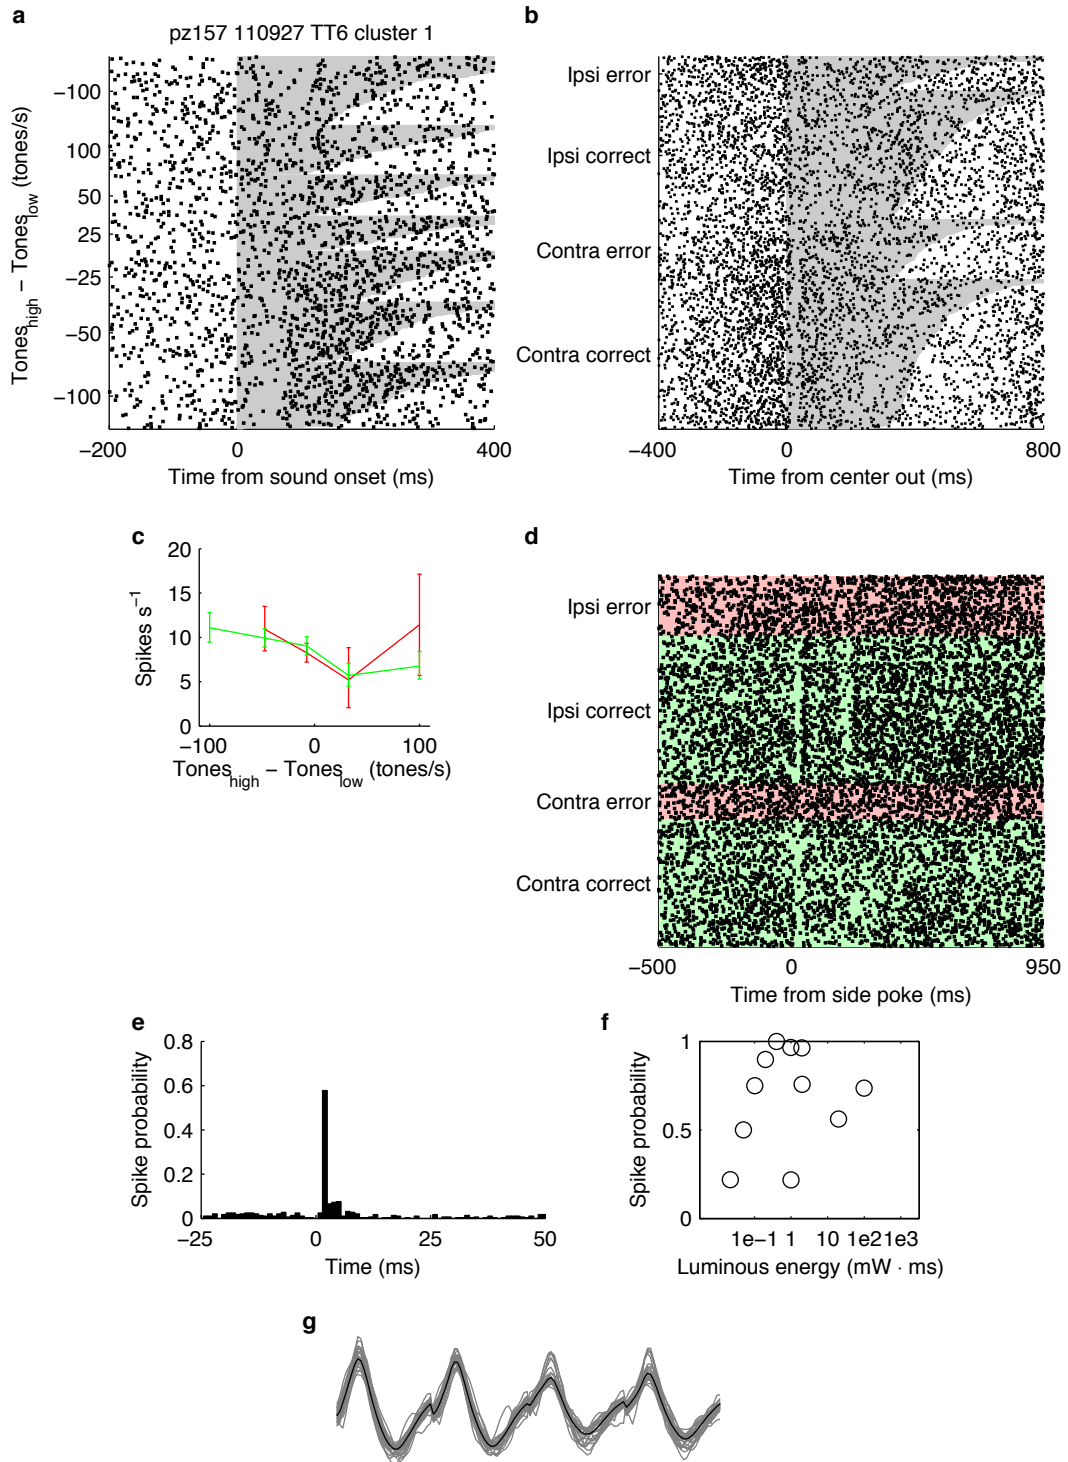 a
pz157 110927 TT6 cluster 1
Tones_high − Tones_low (tones/s)
−100
100
50
25
−25
−50
−100
−200
0
400
Time from sound onset (ms)
b
Ipsi error
Ipsi correct
Contra error
Contra correct
−400
0
800
Time from center out (ms)
c
Spikes s⁻¹
20
15
10
5
0
−100
0
100
Tones_high − Tones_low (tones/s)
d
Ipsi error
Ipsi correct
Contra error
Contra correct
−500
0
950
Time from side poke (ms)
e
Spike probability
0.8
0.6
0.4
0.2
0
−25
0
25
50
Time (ms)
f
Spike probability
1
0.5
0
1e−1
1
10
1e2
1e3
Luminous energy (mW · ms)
g